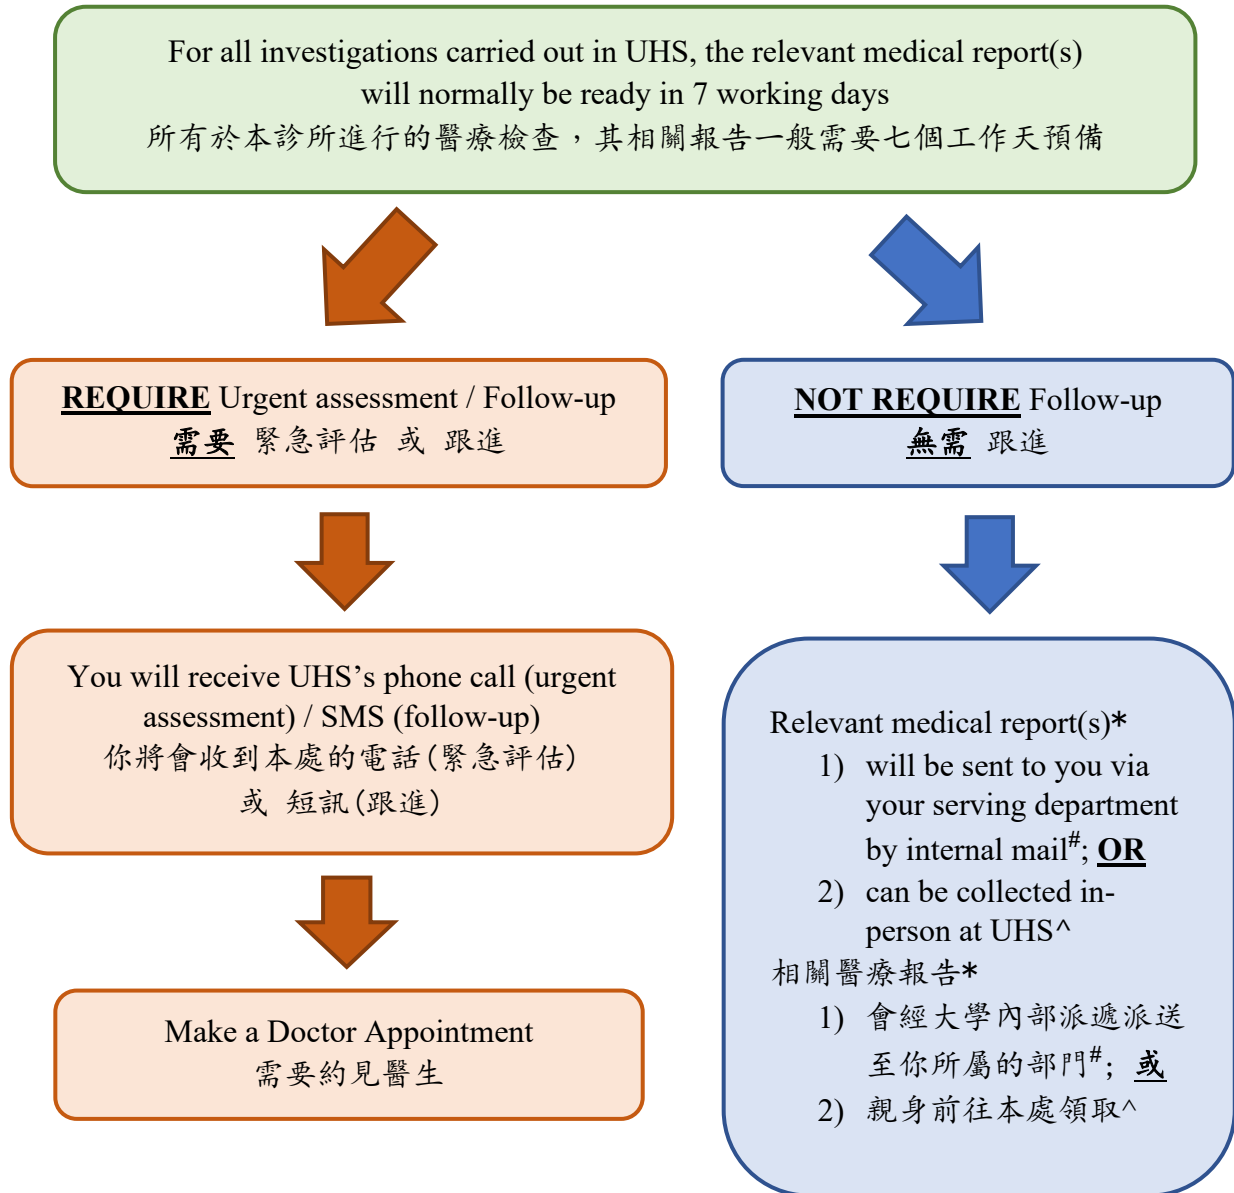 For all investigations carried out in UHS, the relevant medical report(s)
will normally be ready in 7 working days
所有於本診所進行的醫療檢查，其相關報告一般需要七個工作天預備
REQUIRE Urgent assessment / Follow-up
需要 緊急評估 或 跟進
You will receive UHS’s phone call (urgent
assessment) / SMS (follow-up)
你將會收到本處的電話(緊急評估)
或 短訊(跟進)
Make a Doctor Appointment
需要約見醫生
NOT REQUIRE Follow-up
無需 跟進
Relevant medical report(s)*
1) will be sent to you via
your serving department
by internal mail#; OR
2) can be collected in-
person at UHS^
相關醫療報告*
1) 會經大學內部派遞派送
至你所屬的部門#; 或
2) 親身前往本處領取^